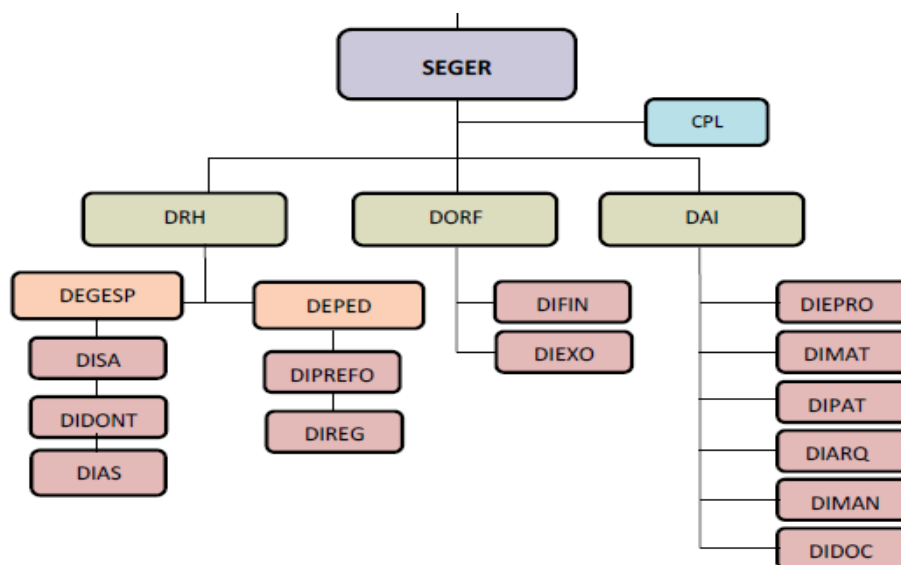 SEGER
CPL
DRH
DORF
DAI
DEGESP
DEPED
DIFIN
DIEPRO
DISA
DIPREFO
DIEXO
DIMAT
DIDONT
DIREG
DIPAT
DIAS
DIARQ
DIMAN
DIDOC